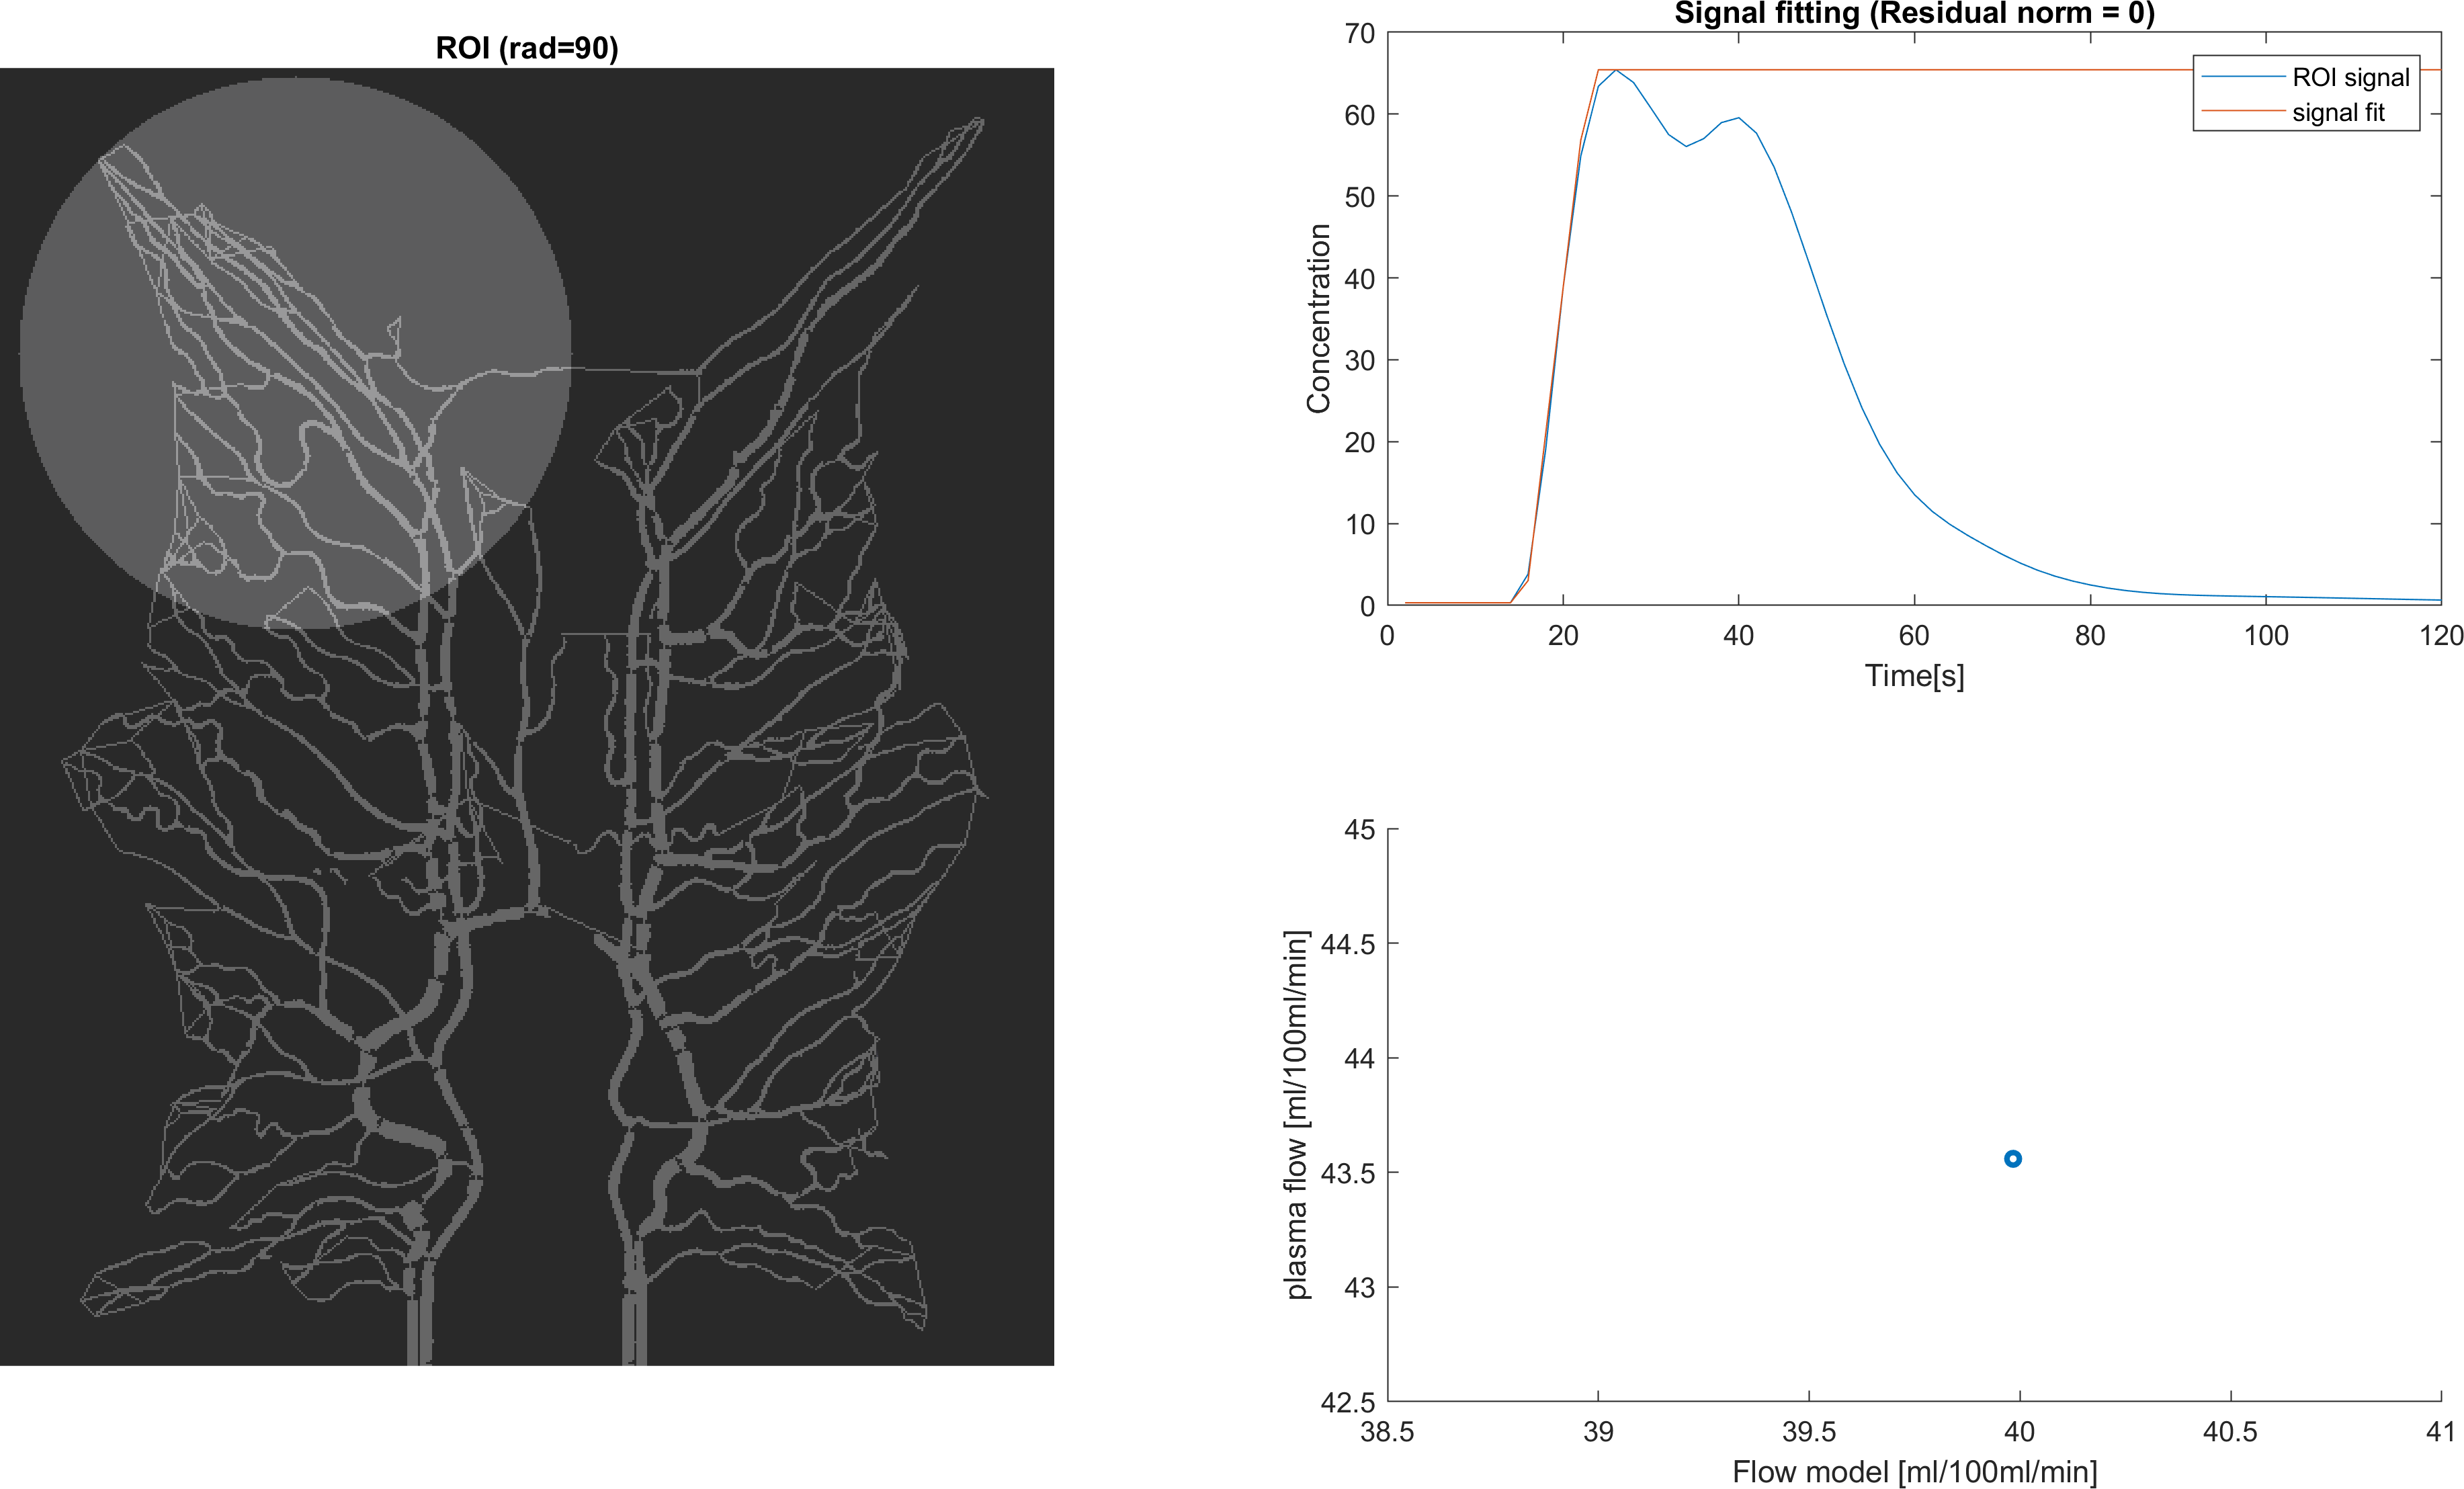 ROI (rad=90)
Signal fitting (Residual norm = 0)
70
60
50
40
30
20
10
0
Concentration
ROI signal
signal fit
0 20 40 60 80 100 120
Time[s]
45
44.5
44
43.5
43
42.5
plasma flow [ml/100ml/min]
38.5 39 39.5 40 40.5 41
Flow model [ml/100ml/min]